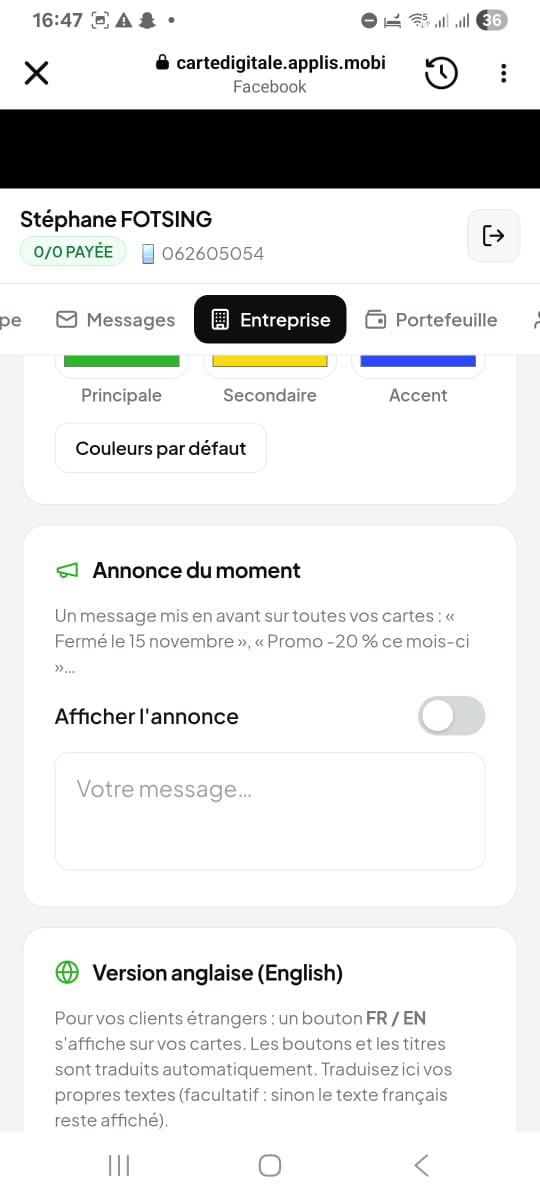 16:47
36
cartedigitale.applis.mobi
Facebook
Stéphane FOTSING
0/0 PAYÉE 062605054
pe Messages Entreprise Portefeuille
Principale Secondaire Accent
Couleurs par défaut
Annonce du moment
Un message mis en avant sur toutes vos cartes : «
Fermé le 15 novembre », « Promo -20 % ce mois-ci
»...
Afficher l'annonce
Votre message...
Version anglaise (English)
Pour vos clients étrangers : un bouton FR / EN
s'affiche sur vos cartes. Les boutons et les titres
sont traduits automatiquement. Traduisez ici vos
propres textes (facultatif : sinon le texte français
reste affiché).